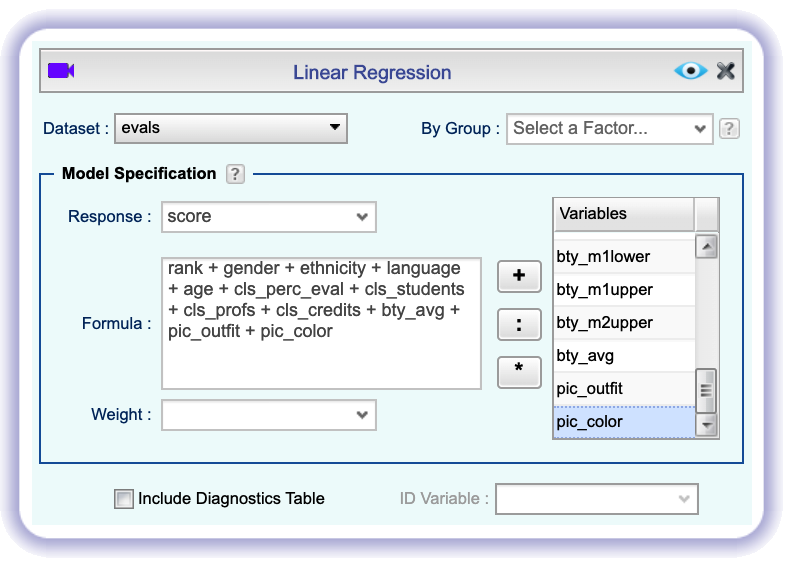 Linear Regression
Dataset : evals
By Group : Select a Factor... ?
Model Specification ?
Response : score
Variables
bty_m1lower
bty_m1upper
bty_m2upper
bty_avg
pic_outfit
pic_color
Formula :
rank + gender + ethnicity + language
+ age + cls_perc_eval + cls_students
+ cls_profs + cls_credits + bty_avg +
pic_outfit + pic_color
+
:
*
Weight :
Include Diagnostics Table
ID Variable :